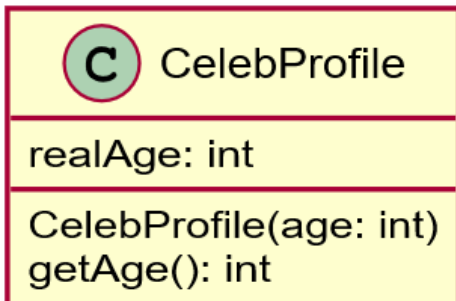 C CelebProfile
realAge: int
CelebProfile(age: int)
getAge(): int